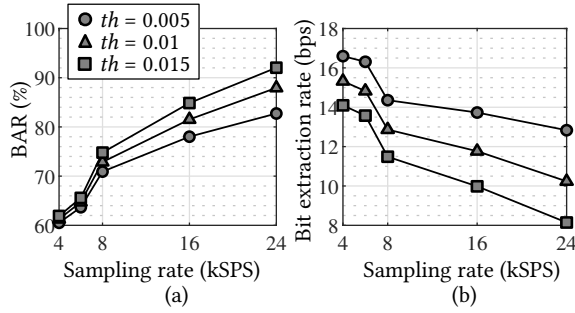 th = 0.005
th = 0.01
th = 0.015
100
90
80
70
60
BAR (%)
4 8 16 24
Sampling rate (kSPS)
(a)
18
16
14
12
10
8
Bit extraction rate (bps)
4 8 16 24
Sampling rate (kSPS)
(b)